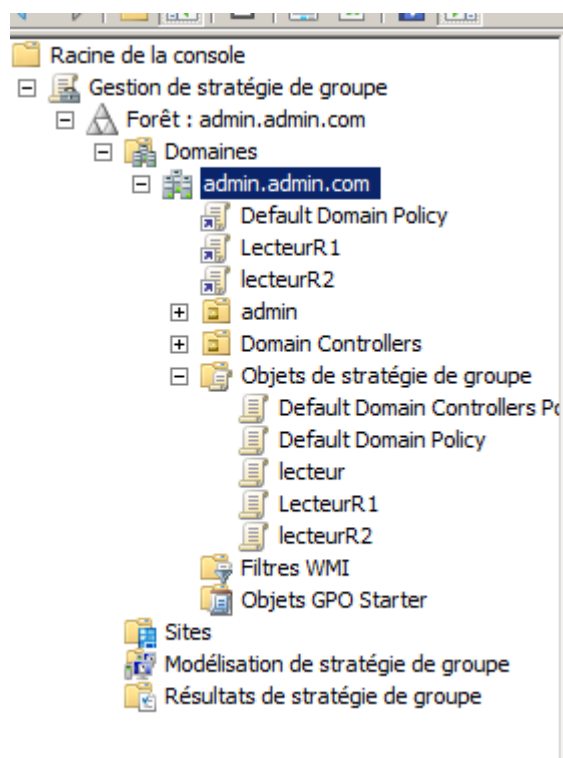 Racine de la console
Gestion de stratégie de groupe
Forêt : admin.admin.com
Domaines
admin.admin.com
Default Domain Policy
LecteurR1
lecteurR2
admin
Domain Controllers
Objets de stratégie de groupe
Default Domain Controllers Po
Default Domain Policy
lecteur
LecteurR1
lecteurR2
Filtres WMI
Objets GPO Starter
Sites
Modélisation de stratégie de groupe
Résultats de stratégie de groupe